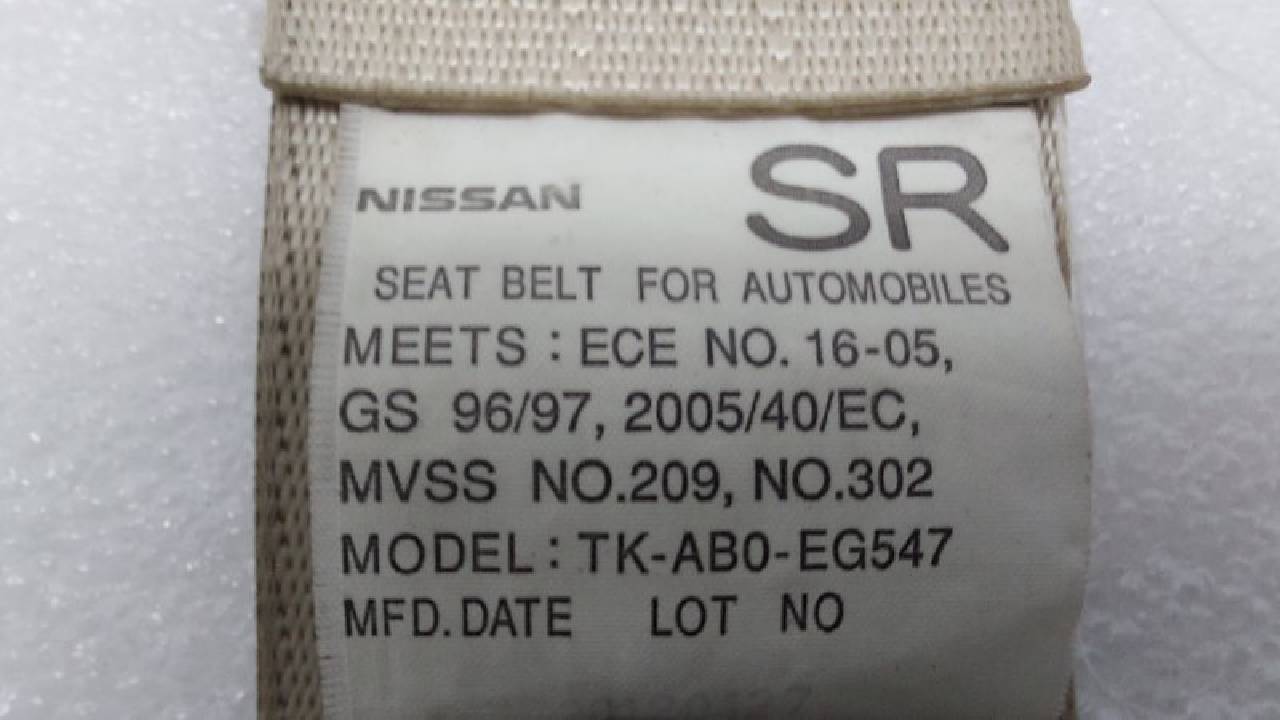 NISSAN SR
SEAT BELT FOR AUTOMOBILES
MEETS : ECE NO. 16-05,
GS 96/97, 2005/40/EC,
MVSS NO.209, NO.302
MODEL : TK-AB0-EG547
MFD. DATE LOT NO